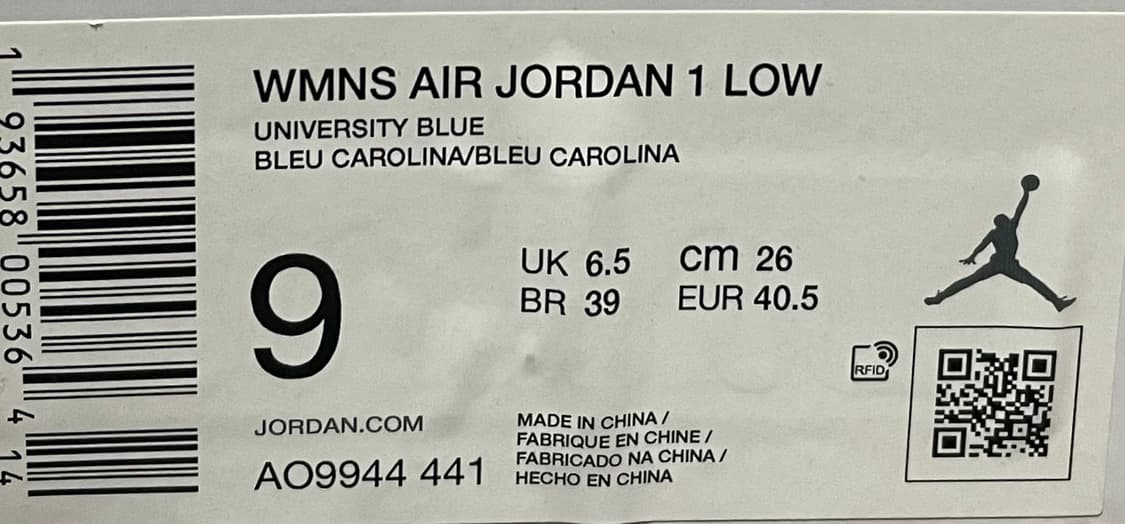 WMNS AIR JORDAN 1 LOW
UNIVERSITY BLUE
BLEU CAROLINA/BLEU CAROLINA
9
UK 6.5 cm 26
BR 39 EUR 40.5
RFID
JORDAN.COM
AO9944 441
MADE IN CHINA /
FABRIQUE EN CHINE /
FABRICADO NA CHINA /
HECHO EN CHINA
1 93658 00536 4 14